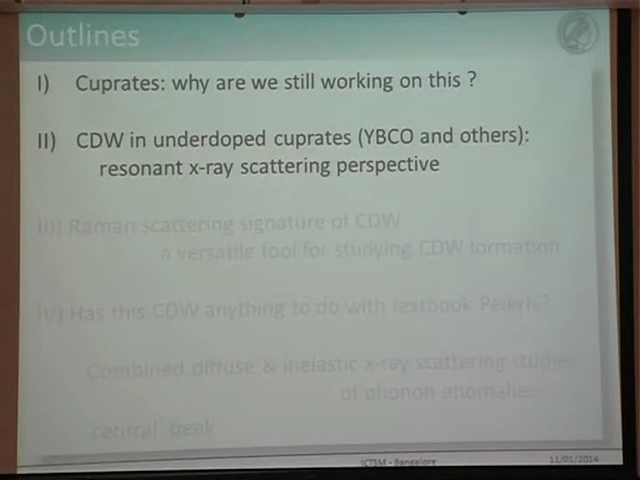 Outlines
I) Cuprates: why are we still working on this ?
II) CDW in underdoped cuprates (YBCO and others):
resonant x-ray scattering perspective
III) Raman scattering signature of CDW
a versatile tool for studying CDW formation
IV) Has this CDW anything to do with textbook Peierls?
Combined diffuse & inelastic x-ray scattering studies
of phonon anomalies
central peak
ICTSM - Bangalore 11/01/2014